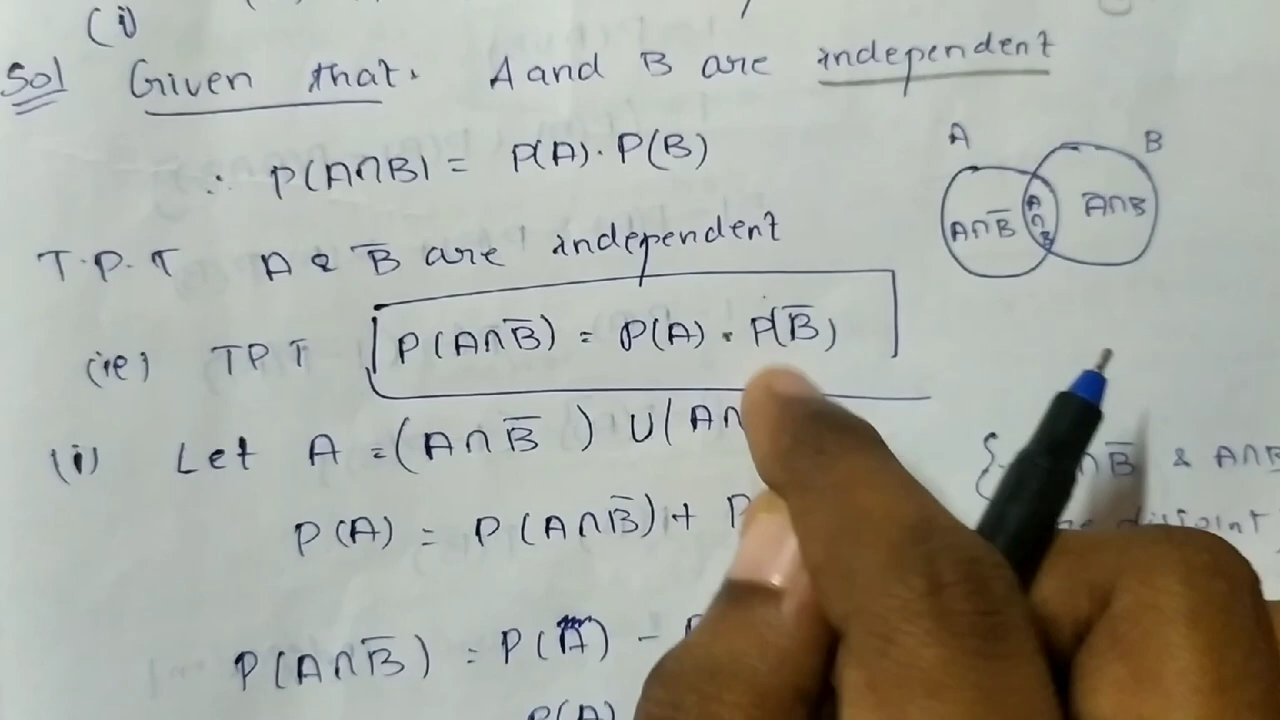 (i)
Sol Given that. A and B are independent
∴ P(A∩B) = P(A). P(B)
A B
A∩B̅ A∩B A∩B
T.P.T A & B̅ are independent
(ie) TPT P(A∩B̅) = P(A) . P(B̅)
(i) Let A = (A∩B̅ ) ∪ (A∩
{ ∩B̅ & A∩B
P(A) = P(A∩B̅) + P
disjoint
P(A∩B̅) = P(A) -
P(A)